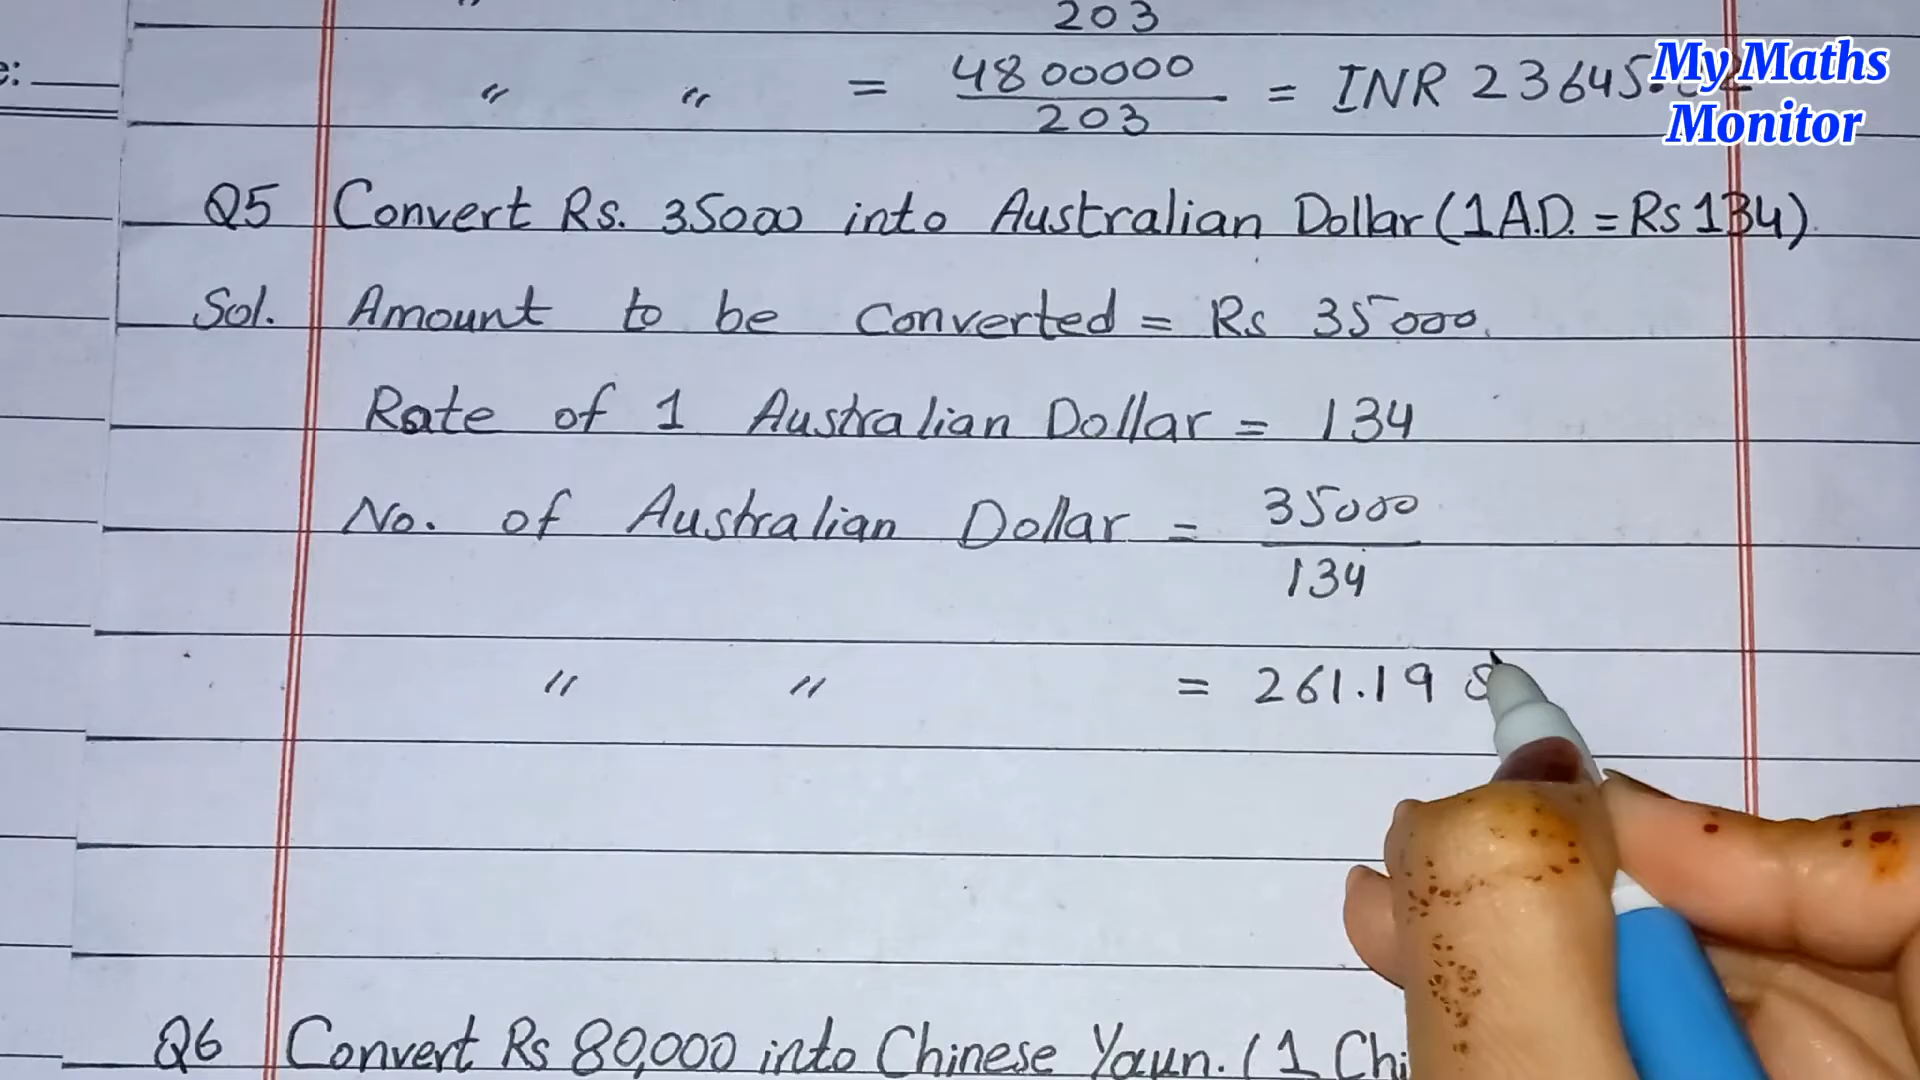 203
e:
" " = 4800000/203 = INR 23645.
My Maths
Monitor
Q5 Convert Rs. 35000 into Australian Dollar (1 A.D. = Rs 134)
Sol. Amount to be converted = Rs 35000.
Rate of 1 Australian Dollar = 134
No. of Australian Dollar = 35000/134
" " = 261.19
Q6 Convert Rs 80,000 into Chinese Yaun. (1 Chi